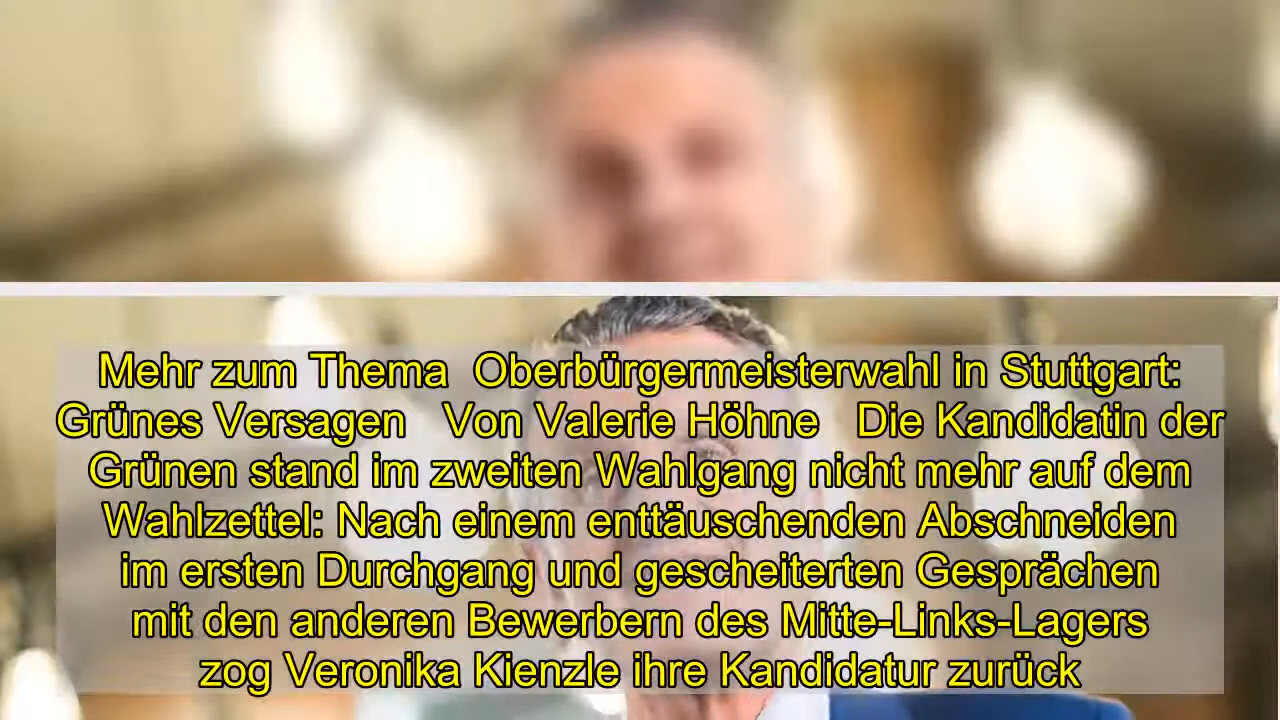 Mehr zum Thema  Oberbürgermeisterwahl in Stuttgart:
Grünes Versagen   Von Valerie Höhne   Die Kandidatin der
Grünen stand im zweiten Wahlgang nicht mehr auf dem
Wahlzettel: Nach einem enttäuschenden Abschneiden
im ersten Durchgang und gescheiterten Gesprächen
mit den anderen Bewerbern des Mitte-Links-Lagers
zog Veronika Kienzle ihre Kandidatur zurück